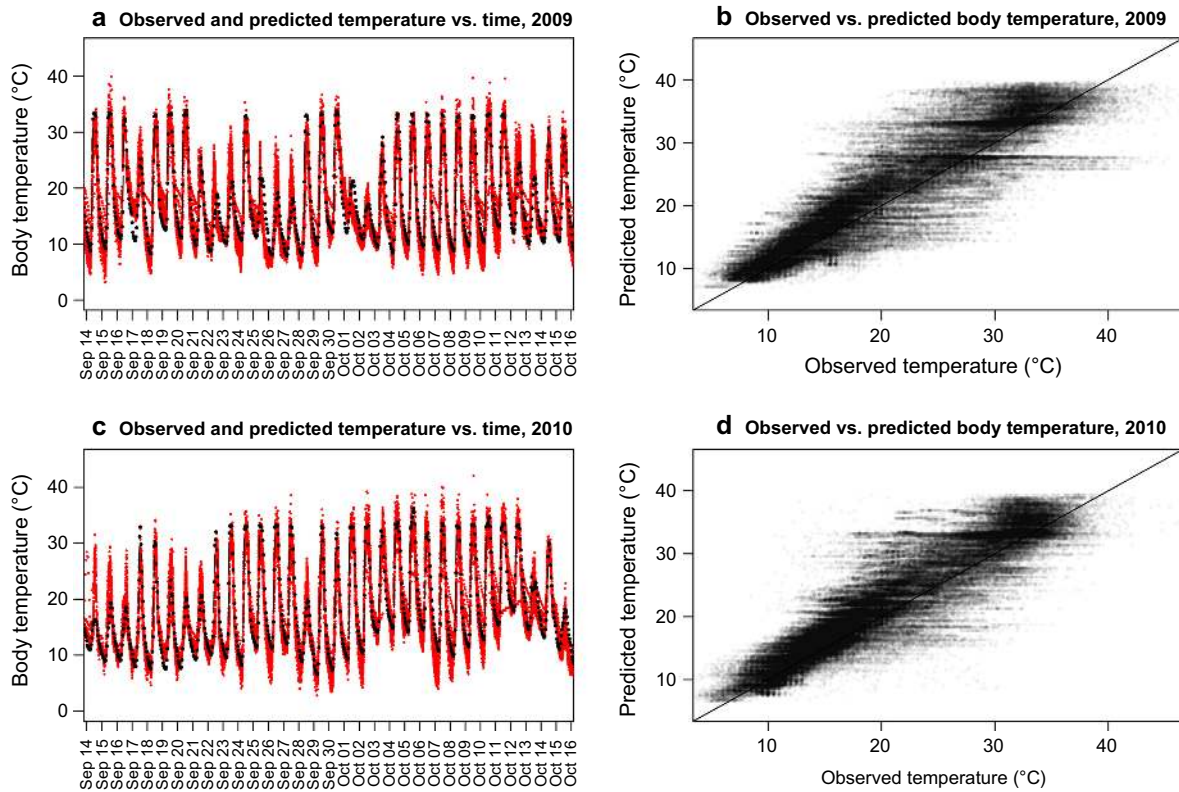 a Observed and predicted temperature vs. time, 2009
Body temperature (°C)
40
30
20
10
0
Sep 14
Sep 15
Sep 16
Sep 17
Sep 18
Sep 19
Sep 20
Sep 21
Sep 22
Sep 23
Sep 24
Sep 25
Sep 26
Sep 27
Sep 28
Sep 29
Sep 30
Oct 01
Oct 02
Oct 03
Oct 04
Oct 05
Oct 06
Oct 07
Oct 08
Oct 09
Oct 10
Oct 11
Oct 12
Oct 13
Oct 14
Oct 15
Oct 16
b Observed vs. predicted body temperature, 2009
Predicted temperature (°C)
40
30
20
10
10 20 30 40
Observed temperature (°C)
c Observed and predicted temperature vs. time, 2010
Body temperature (°C)
40
30
20
10
0
Sep 14
Sep 15
Sep 16
Sep 17
Sep 18
Sep 19
Sep 20
Sep 21
Sep 22
Sep 23
Sep 24
Sep 25
Sep 26
Sep 27
Sep 28
Sep 29
Sep 30
Oct 01
Oct 02
Oct 03
Oct 04
Oct 05
Oct 06
Oct 07
Oct 08
Oct 09
Oct 10
Oct 11
Oct 12
Oct 13
Oct 14
Oct 15
Oct 16
d Observed vs. predicted body temperature, 2010
Predicted temperature (°C)
40
30
20
10
10 20 30 40
Observed temperature (°C)